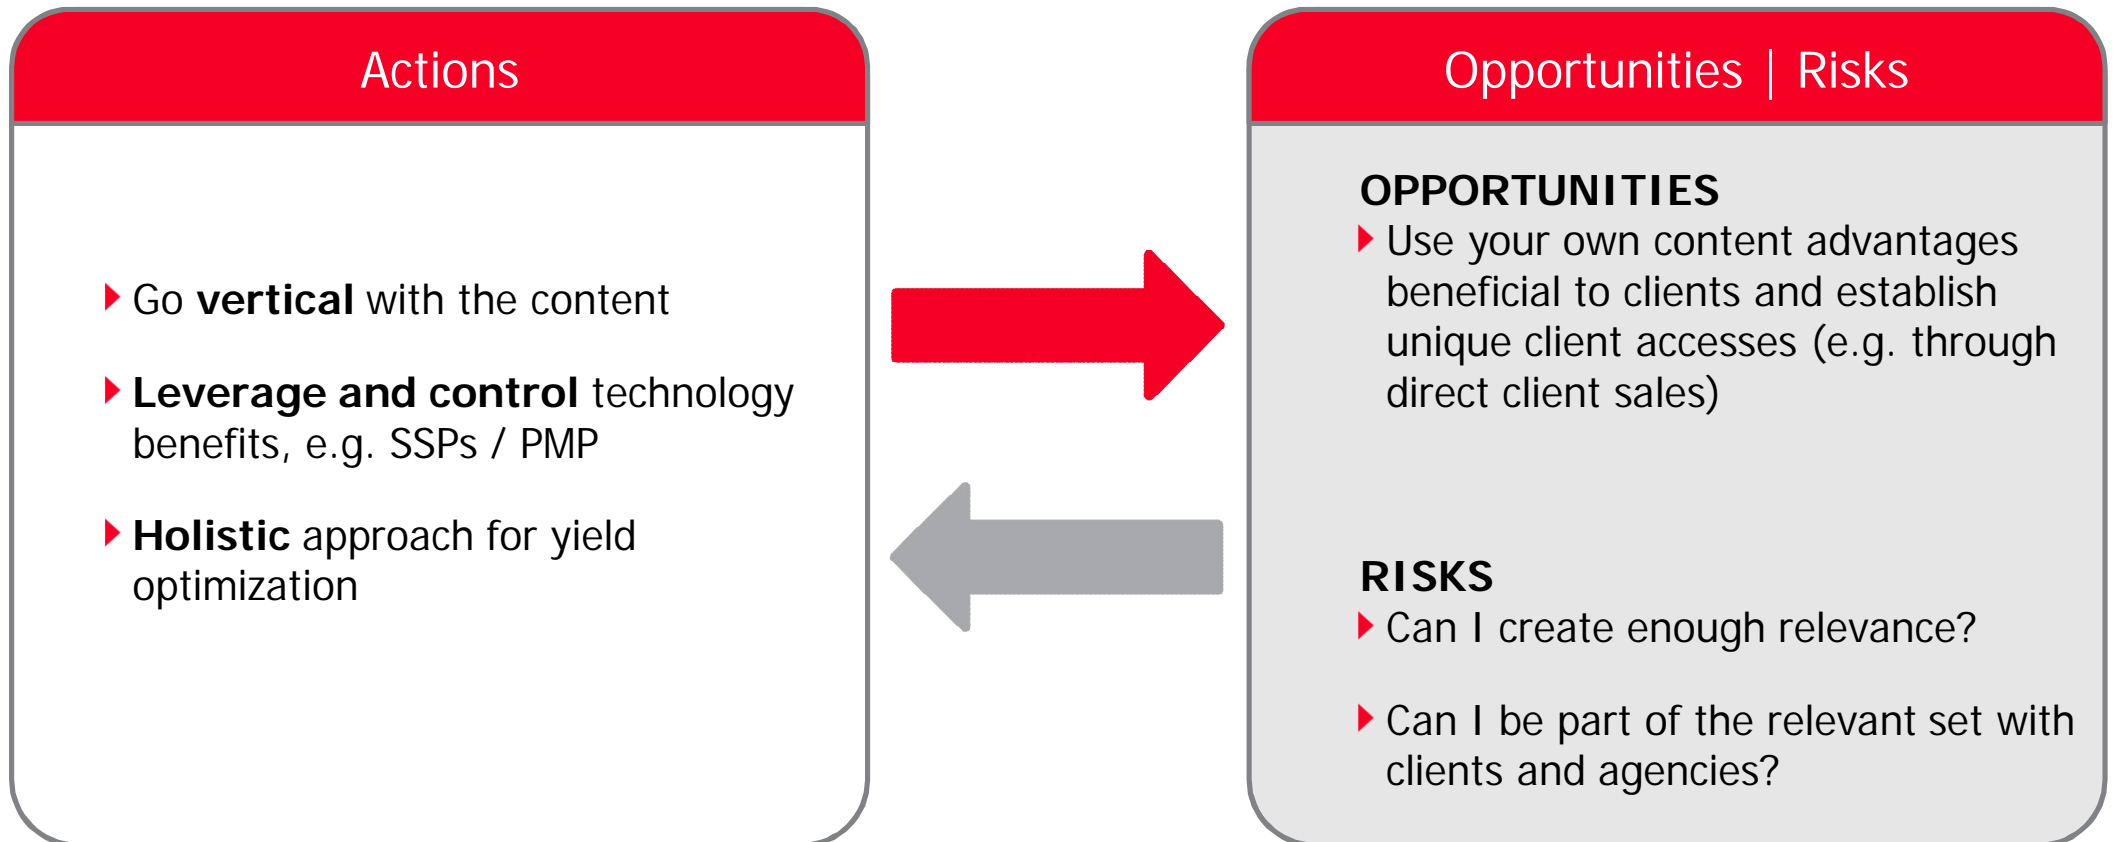 Actions
Go vertical with the content
Leverage and control technology
benefits, e.g. SSPs / PMP
Holistic approach for yield
optimization
Opportunities | Risks
OPPORTUNITIES
Use your own content advantages
beneficial to clients and establish
unique client accesses (e.g. through
direct client sales)
RISKS
Can I create enough relevance?
Can I be part of the relevant set with
clients and agencies?